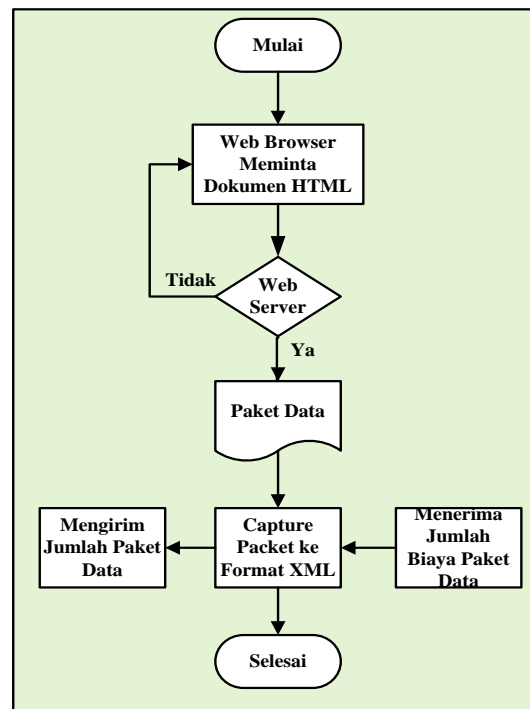 Mulai
Web Browser
Meminta
Dokumen HTML
Tidak
Web
Server
Ya
Paket Data
Mengirim
Jumlah Paket
Data
Capture
Packet ke
Format XML
Menerima
Jumlah
Biaya Paket
Data
Selesai